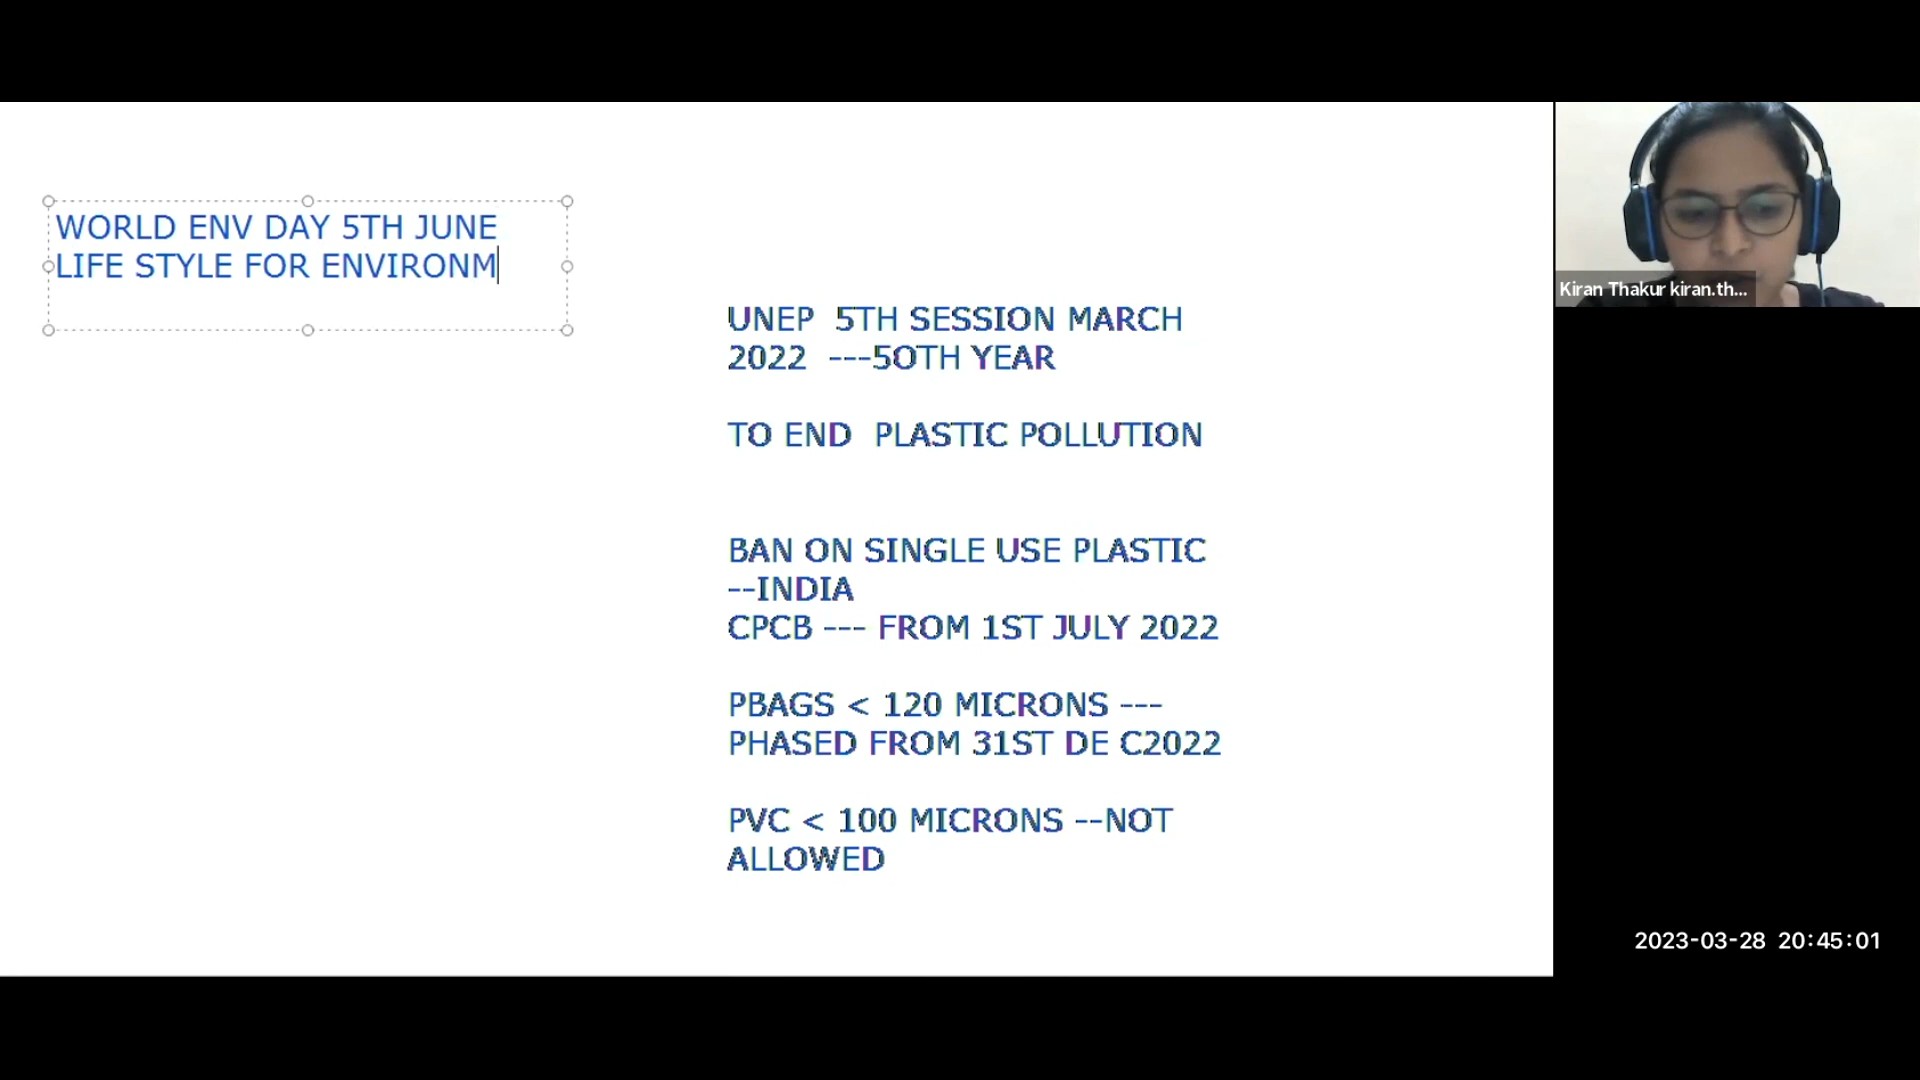 WORLD ENV DAY 5TH JUNE
LIFE STYLE FOR ENVIRONM
UNEP 5TH SESSION MARCH
2022 ---5OTH YEAR
TO END PLASTIC POLLUTION
BAN ON SINGLE USE PLASTIC
--INDIA
CPCB --- FROM 1ST JULY 2022
PBAGS < 120 MICRONS ---
PHASED FROM 31ST DE C2022
PVC < 100 MICRONS --NOT
ALLOWED
Kiran Thakur kiran.th...
2023-03-28 20:45:01